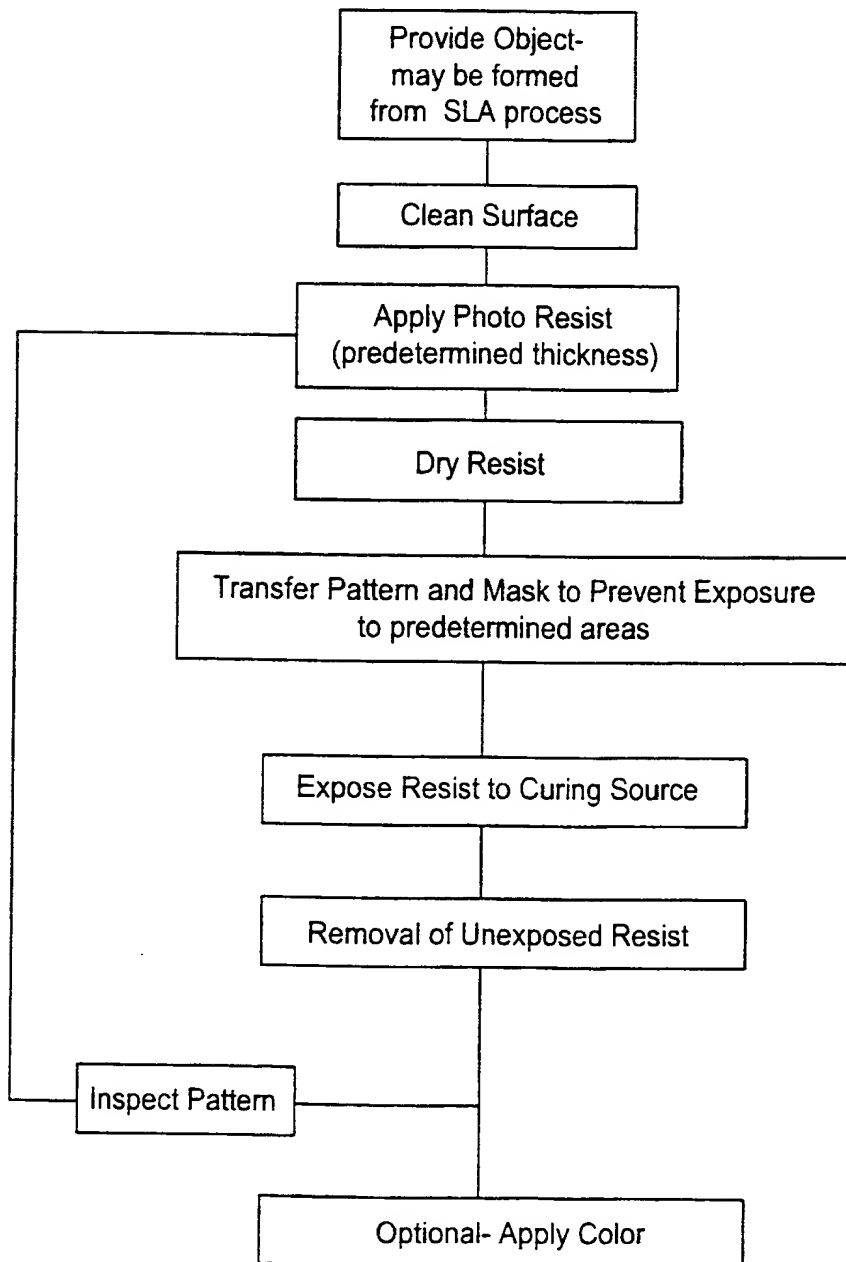 Provide Object-
may be formed
from SLA process
Clean Surface
Apply Photo Resist
(predetermined thickness)
Dry Resist
Transfer Pattern and Mask to Prevent Exposure
to predetermined areas
Expose Resist to Curing Source
Removal of Unexposed Resist
Inspect Pattern
Optional- Apply Color